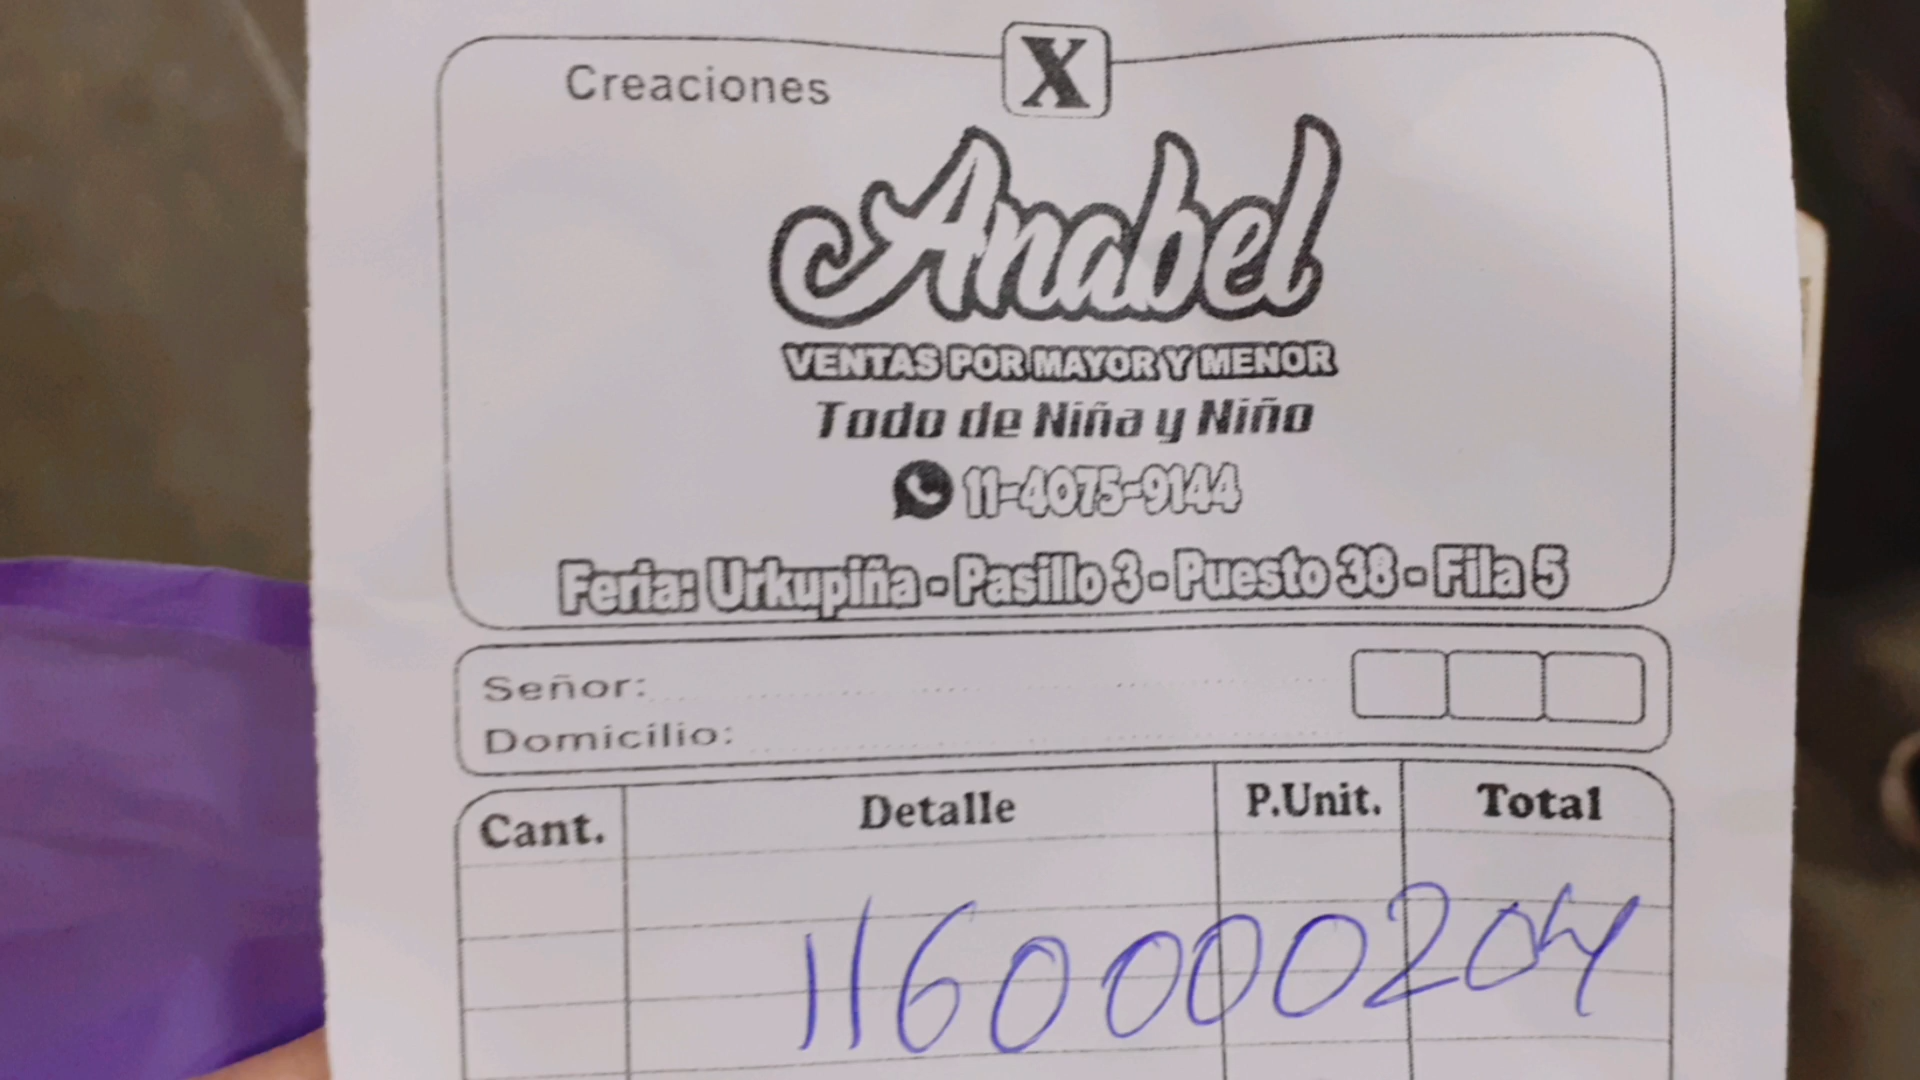 Creaciones
X
Anabel
VENTAS POR MAYOR Y MENOR
Todo de Niña y Niño
11-4075-9144
Feria: Urkupiña - Pasillo 3 - Puesto 38 - Fila 5
Señor:
Domicilio:
Cant. Detalle P.Unit. Total
1160000204